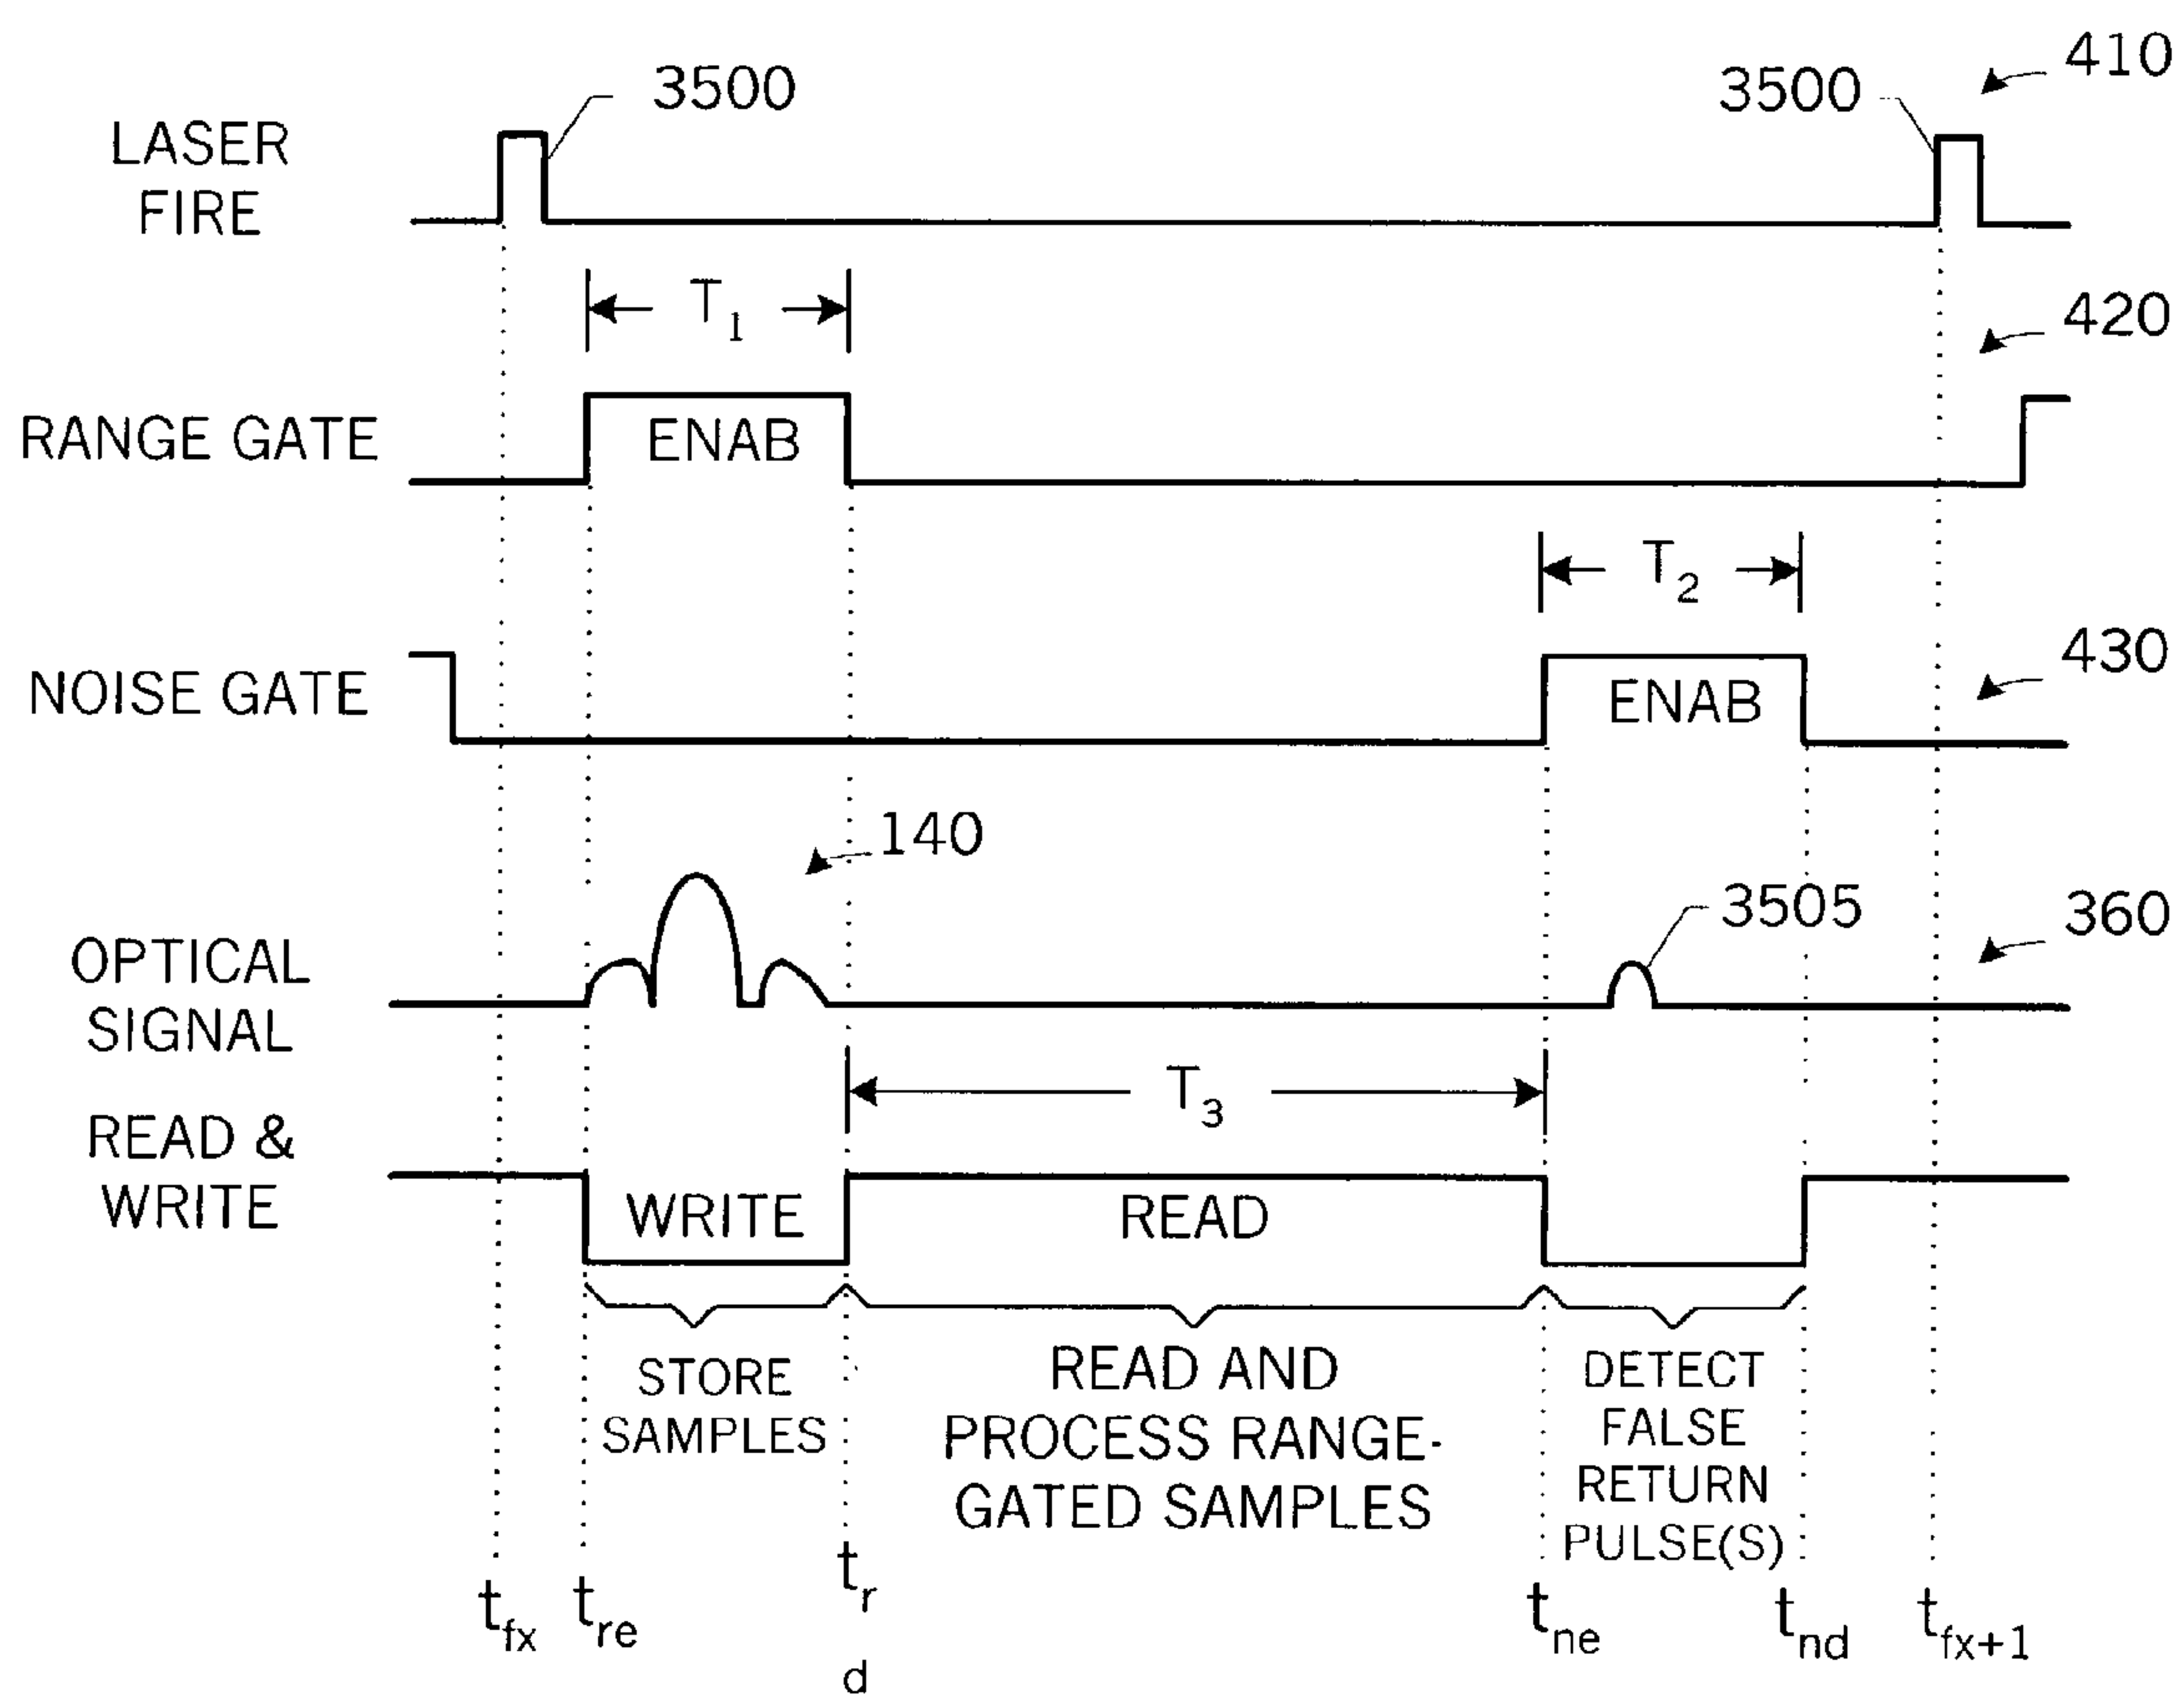 410
3500
3500
LASER
FIRE
T1
420
RANGE GATE
ENAB
T2
430
NOISE GATE
ENAB
140
3505
360
OPTICAL
SIGNAL
T3
READ &
WRITE
WRITE
READ
STORE
SAMPLES
READ AND
PROCESS RANGE-
GATED SAMPLES
DETECT
FALSE
RETURN
PULSE(S)
tfx
tre
tr
d
tne
tnd
tfx+1